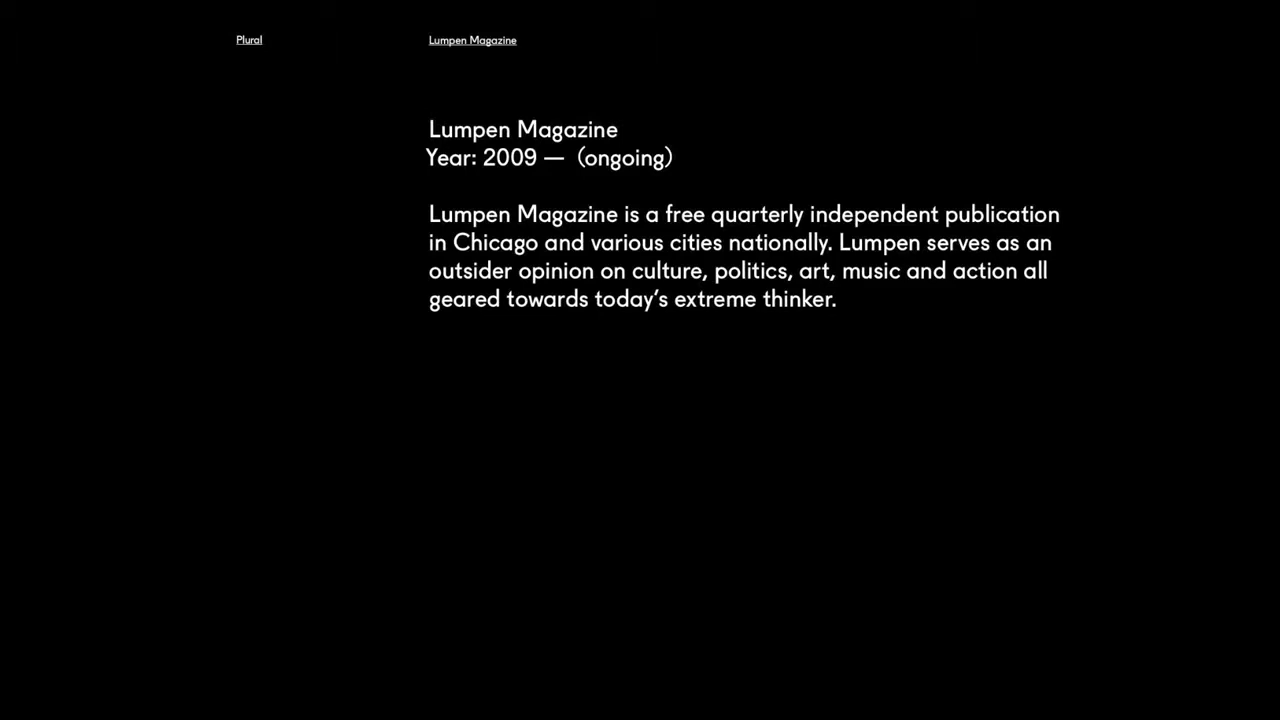 Plural
Lumpen Magazine
Lumpen Magazine
Year: 2009 — (ongoing)
Lumpen Magazine is a free quarterly independent publication
in Chicago and various cities nationally. Lumpen serves as an
outsider opinion on culture, politics, art, music and action all
geared towards today’s extreme thinker.